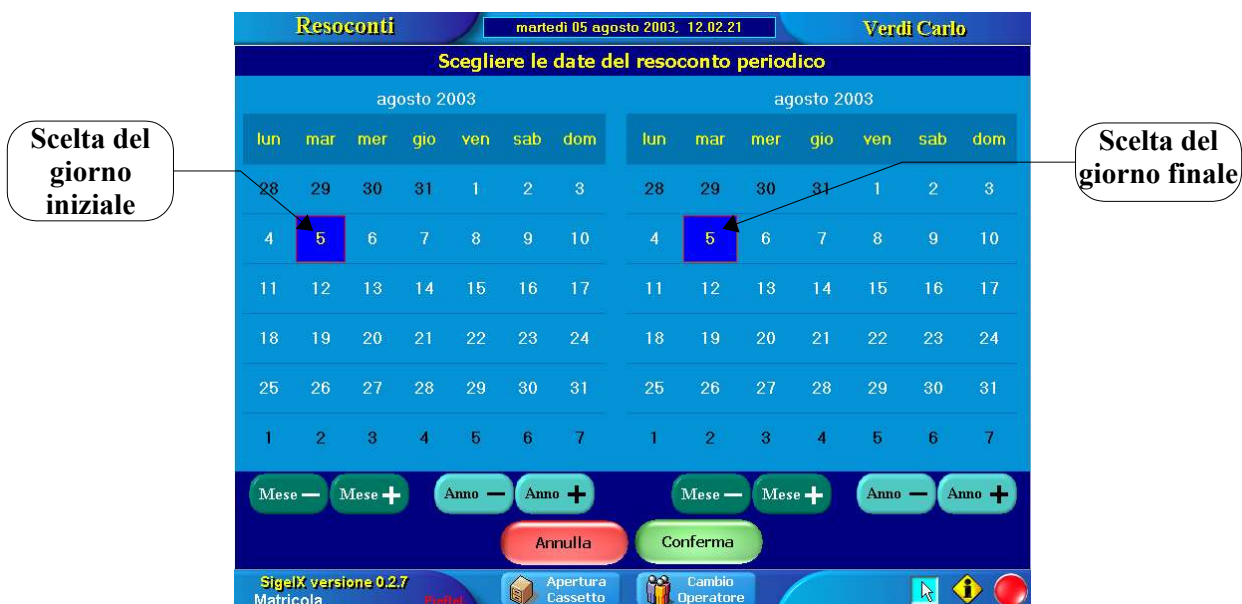 Resoconti martedì 05 agosto 2003, 12.02.21 Verdi Carlo
Scegliere le date del resoconto periodico
agosto 2003 agosto 2003
lun mar mer gio ven sab dom lun mar mer gio ven sab dom
Scelta del
giorno
iniziale
Scelta del
giorno finale
28 29 30 31 1 2 3 28 29 30 31 1 2 3
4 5 6 7 8 9 10 4 5 6 7 8 9 10
11 12 13 14 15 16 17 11 12 13 14 15 16 17
18 19 20 21 22 23 24 18 19 20 21 22 23 24
25 26 27 28 29 30 31 25 26 27 28 29 30 31
1 2 3 4 5 6 7 1 2 3 4 5 6 7
Mese − Mese + Anno − Anno + Mese − Mese + Anno − Anno +
Annulla Conferma
SigelX versione 0.2.7
Matricola
Apertura
Cassetto
Cambio
Operatore